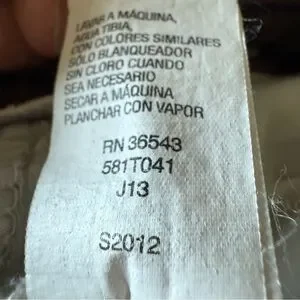 LAVAR A MÁQUINA,
AGUA TIBIA,
CON COLORES SIMILARES
SÓLO BLANQUEADOR
SIN CLORO CUANDO
SEA NECESARIO
SECAR A MÁQUINA
PLANCHAR CON VAPOR
RN 36543
581T041
J13
S2012